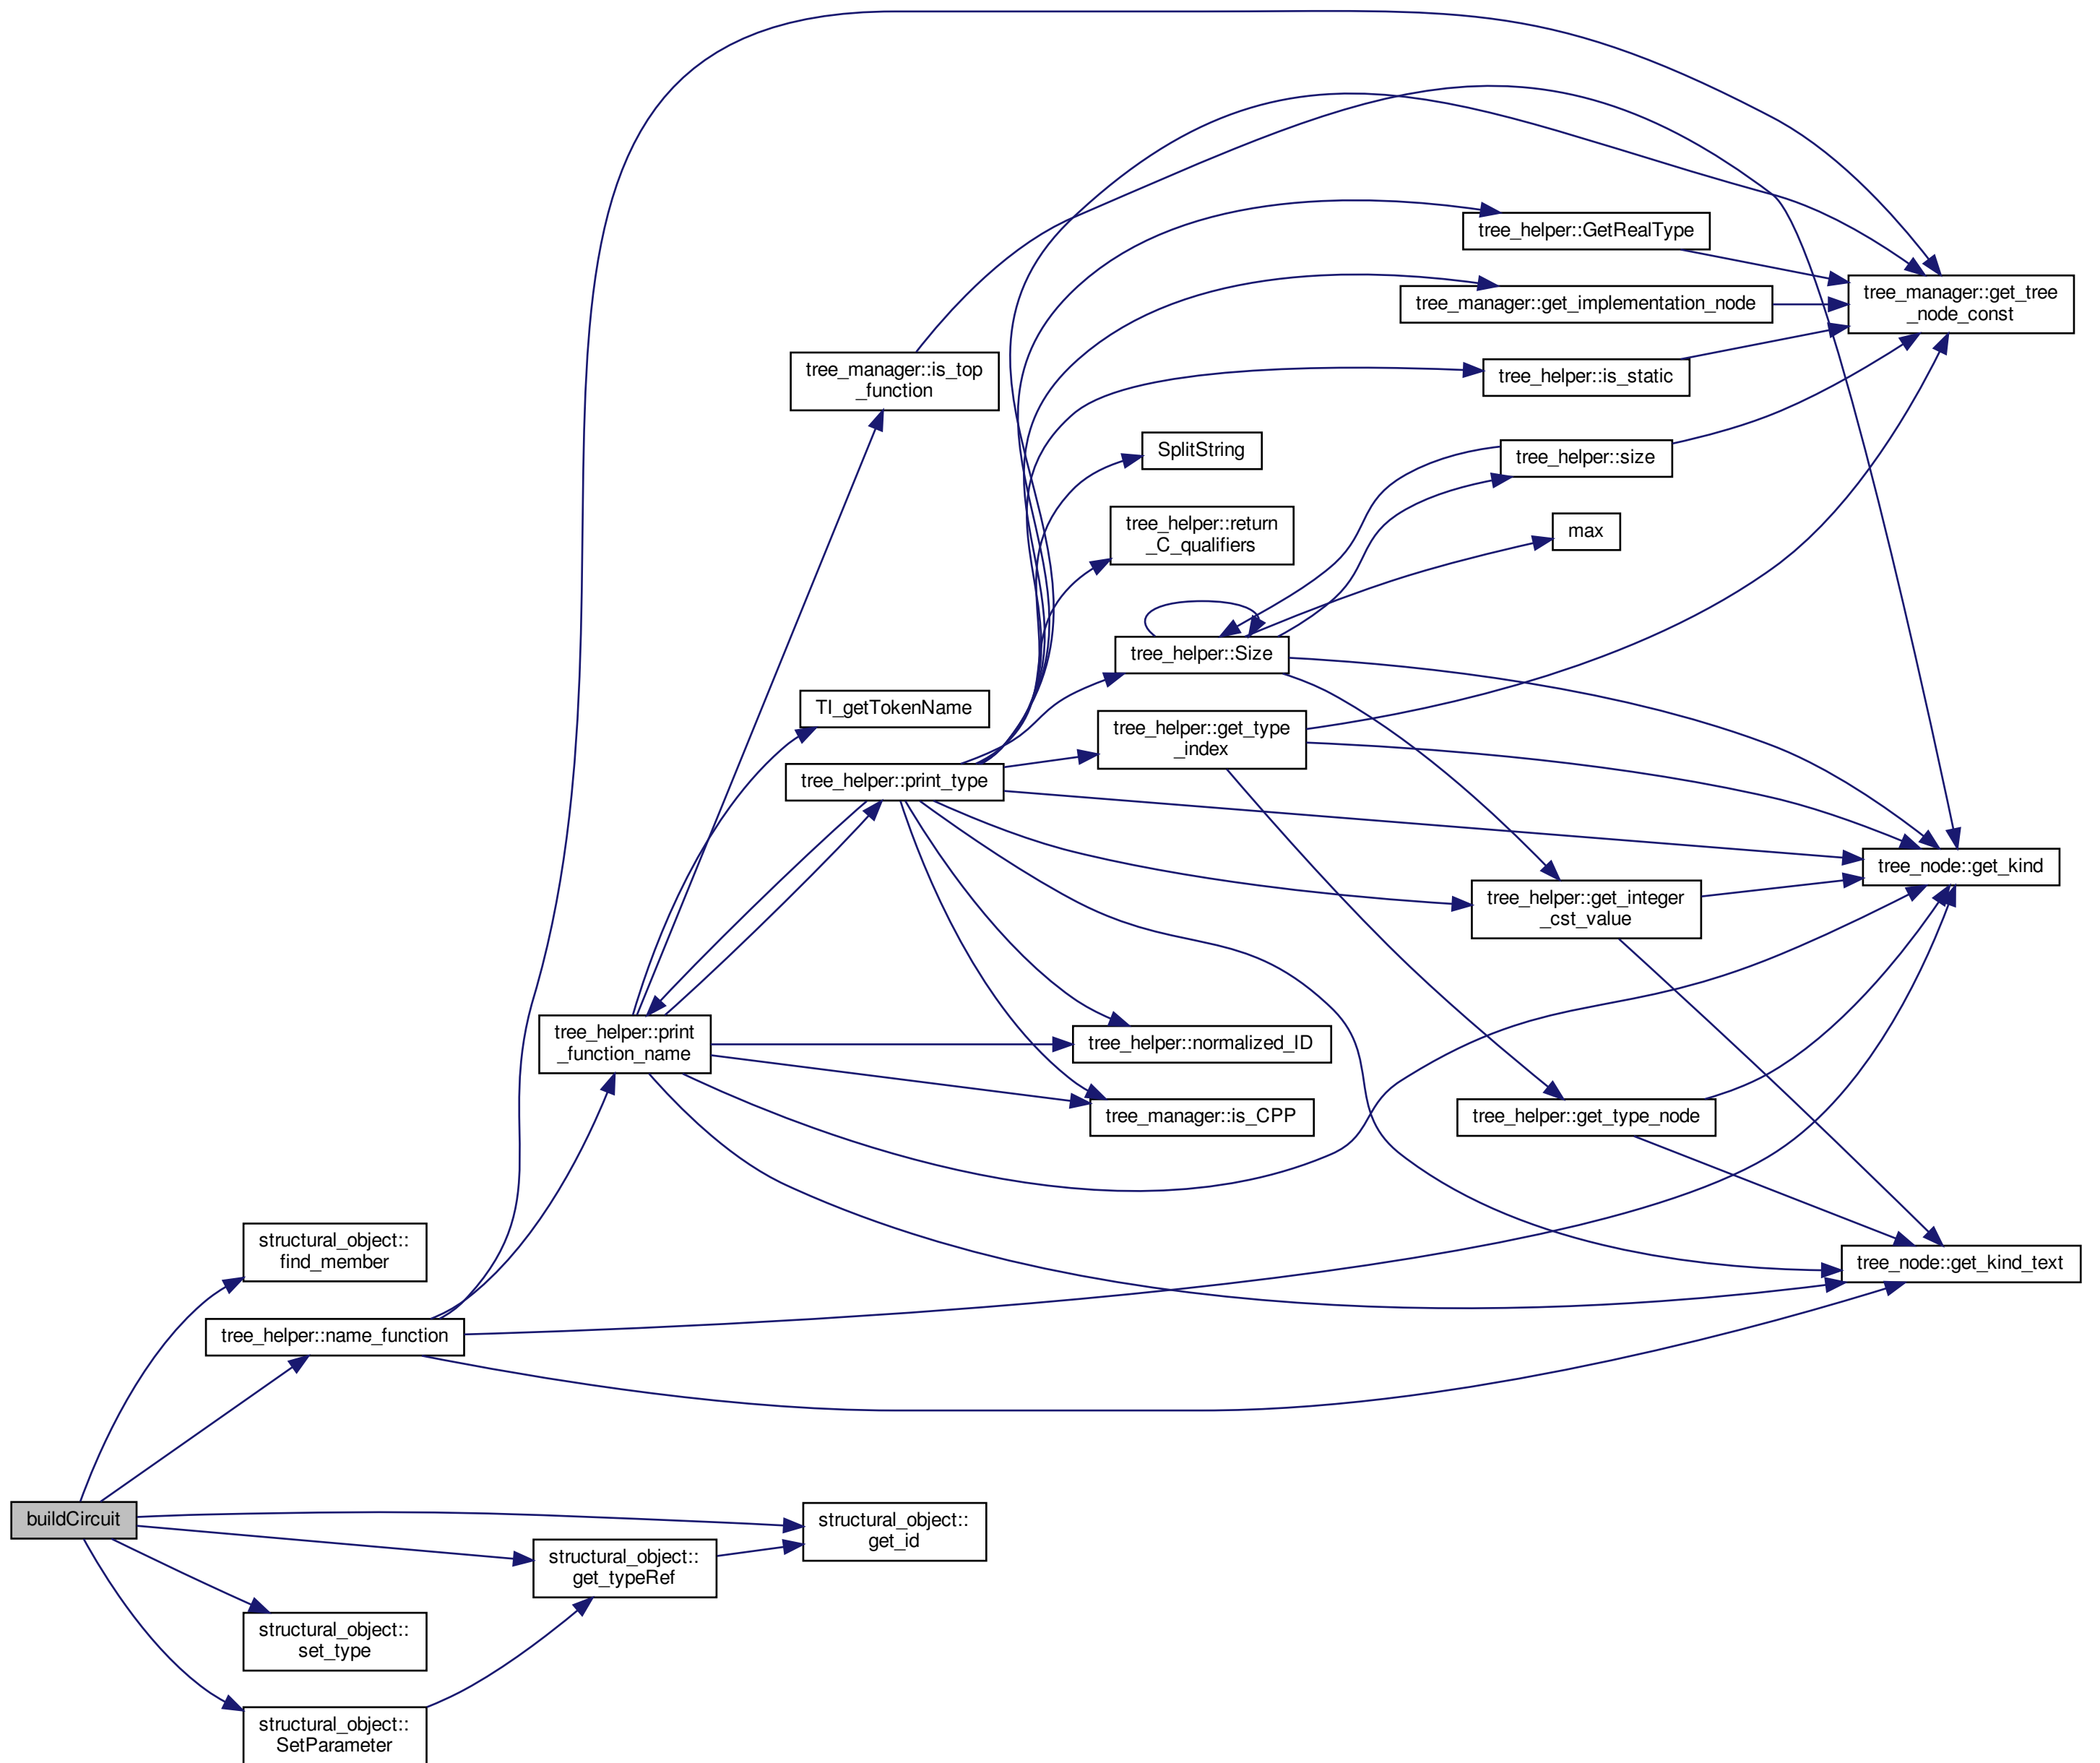 tree_helper::GetRealType
tree_manager::get_tree
_node_const
tree_manager::get_implementation_node
tree_manager::is_top
_function
tree_helper::is_static
SplitString
tree_helper::size
tree_helper::return
_C_qualifiers
max
tree_helper::Size
TI_getTokenName
tree_helper::get_type
_index
tree_helper::print_type
tree_node::get_kind
tree_helper::get_integer
_cst_value
tree_helper::print
_function_name
tree_helper::normalized_ID
tree_manager::is_CPP
tree_helper::get_type_node
structural_object::
find_member
tree_node::get_kind_text
tree_helper::name_function
buildCircuit
structural_object::
get_id
structural_object::
get_typeRef
structural_object::
set_type
structural_object::
SetParameter